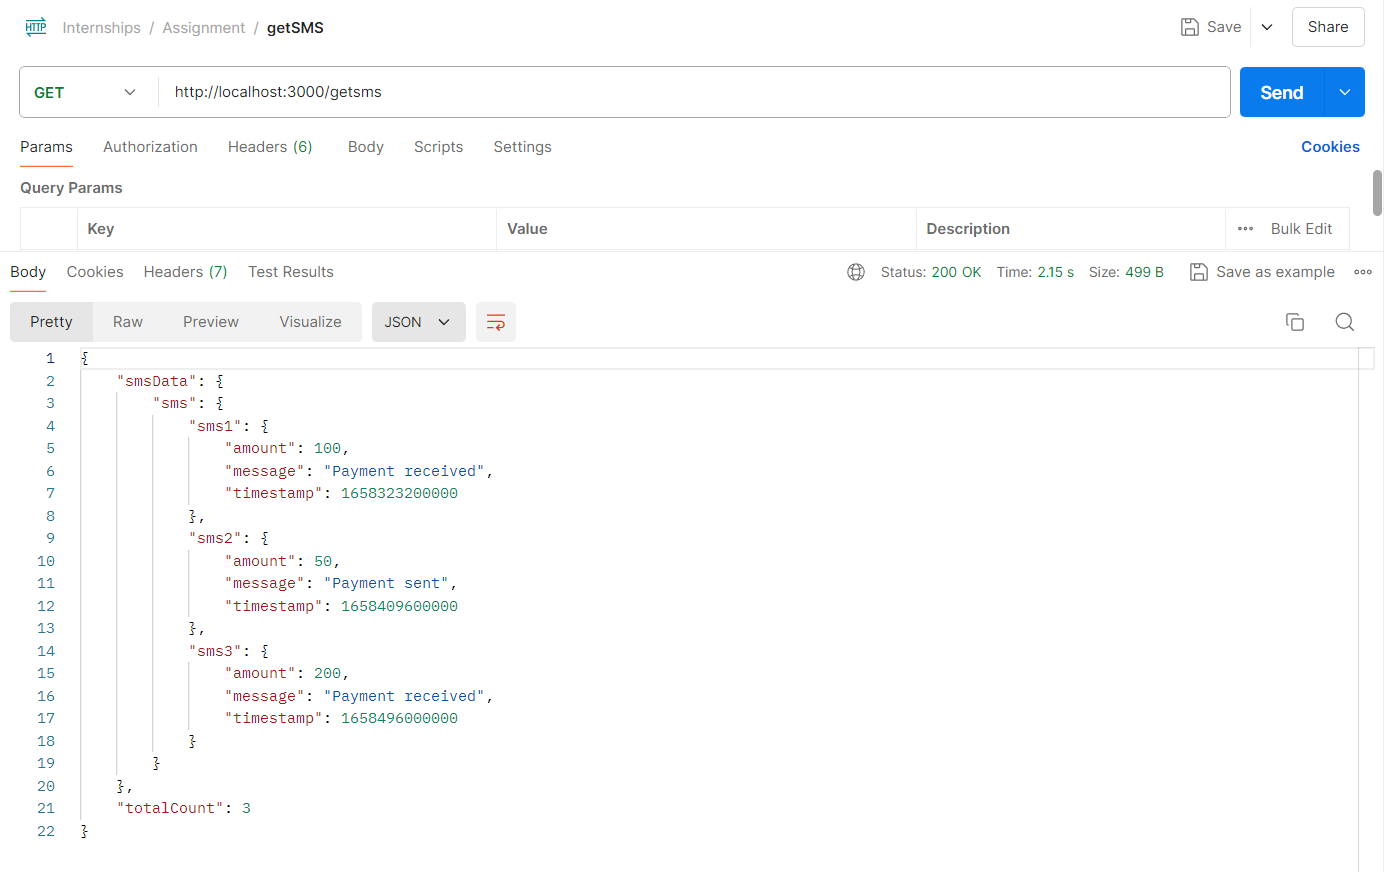 HTTP Internships / Assignment / getSMS Save Share
GET http://localhost:3000/getsms Send
Params Authorization Headers (6) Body Scripts Settings Cookies
Query Params
Key Value Description Bulk Edit
Body Cookies Headers (7) Test Results Status: 200 OK Time: 2.15 s Size: 499 B Save as example
Pretty Raw Preview Visualize JSON
1 {
2 "smsData": {
3 "sms": {
4 "sms1": {
5 "amount": 100,
6 "message": "Payment received",
7 "timestamp": 1658323200000
8 },
9 "sms2": {
10 "amount": 50,
11 "message": "Payment sent",
12 "timestamp": 1658409600000
13 },
14 "sms3": {
15 "amount": 200,
16 "message": "Payment received",
17 "timestamp": 1658496000000
18 }
19 }
20 },
21 "totalCount": 3
22 }